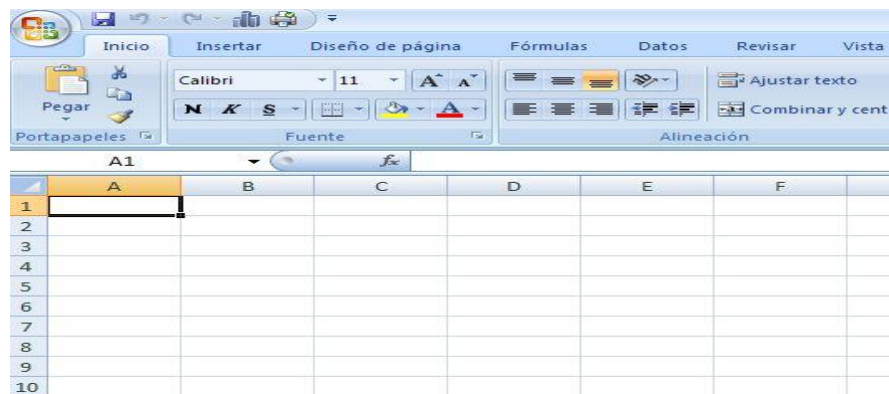 Inicio Insertar Diseño de página Fórmulas Datos Revisar Vista
Calibri 11 A A Ajustar texto
Pegar N K S A Combinar y cent
Portapapeles Fuente Alineación
A1 fx
A B C D E F
1
2
3
4
5
6
7
8
9
10